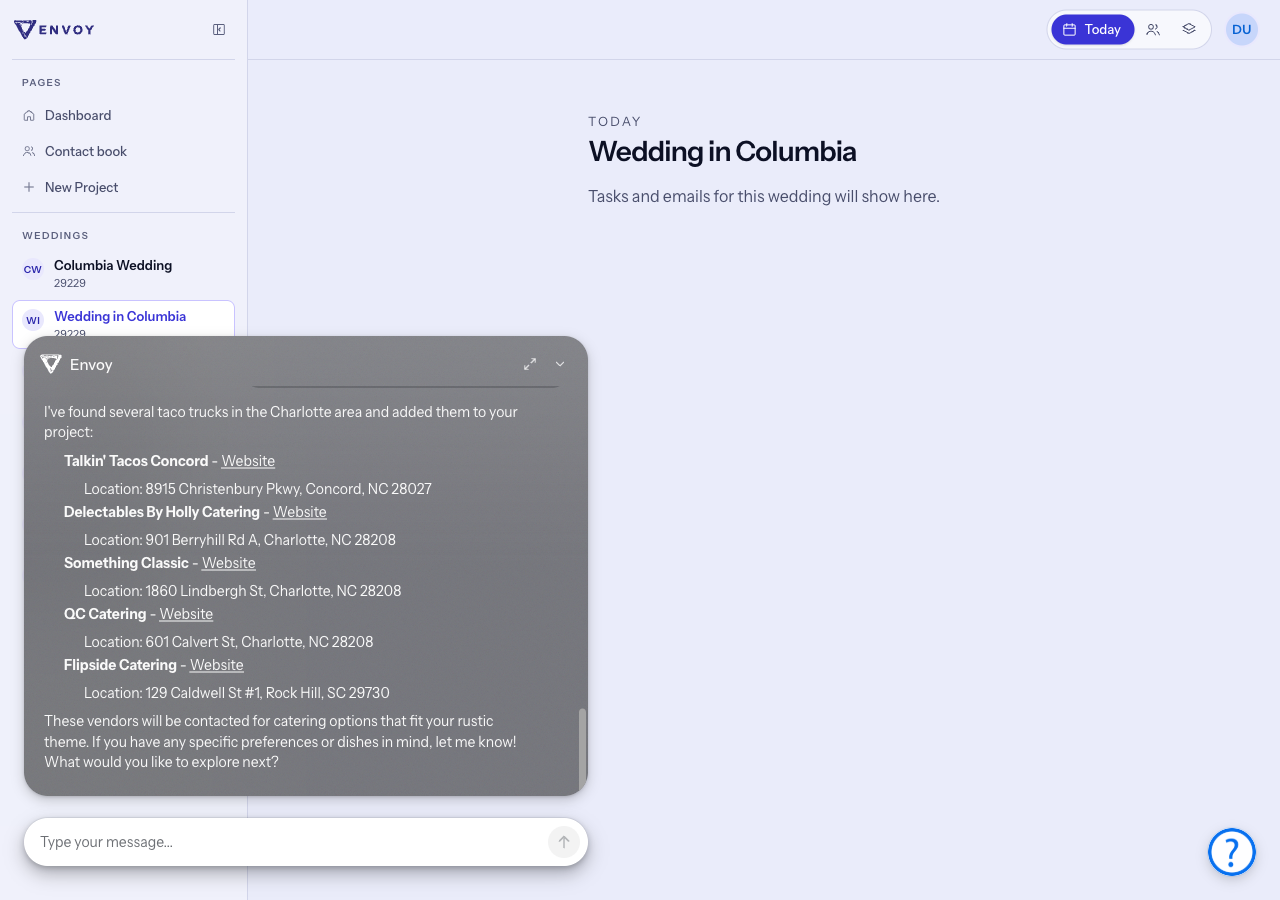 ENVOY
PAGES
Dashboard
Contact book
New Project
WEDDINGS
CW
Columbia Wedding
29229
WI
Wedding in Columbia
29229
Today
DU
TODAY
Wedding in Columbia
Tasks and emails for this wedding will show here.
Envoy
I've found several taco trucks in the Charlotte area and added them to your
project:
Talkin' Tacos Concord - Website
Location: 8915 Christenbury Pkwy, Concord, NC 28027
Delectables By Holly Catering - Website
Location: 901 Berryhill Rd A, Charlotte, NC 28208
Something Classic - Website
Location: 1860 Lindbergh St, Charlotte, NC 28208
QC Catering - Website
Location: 601 Calvert St, Charlotte, NC 28208
Flipside Catering - Website
Location: 129 Caldwell St #1, Rock Hill, SC 29730
These vendors will be contacted for catering options that fit your rustic
theme. If you have any specific preferences or dishes in mind, let me know!
What would you like to explore next?
Type your message...
?